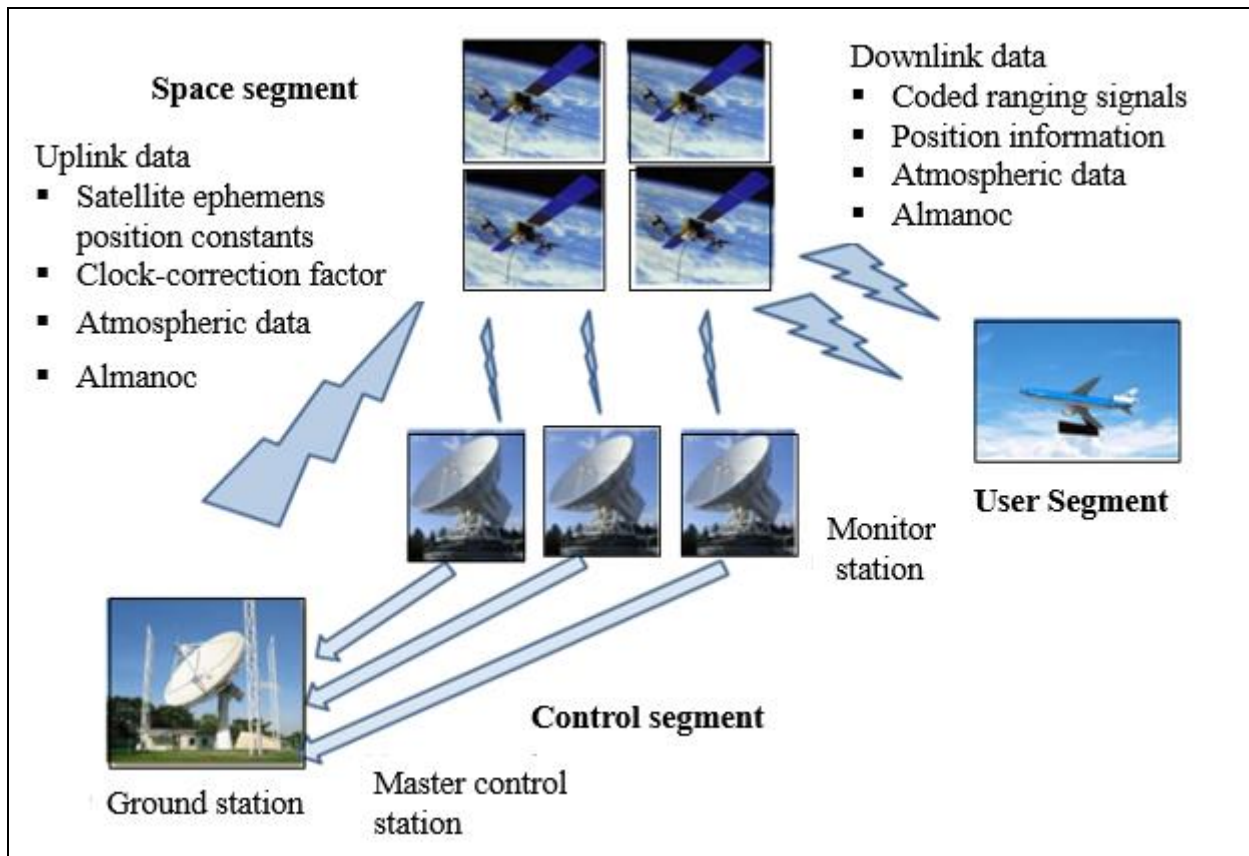 Space segment
Uplink data
▪ Satellite ephemens
position constants
▪ Clock-correction factor
▪ Atmospheric data
▪ Almanoc
Downlink data
▪ Coded ranging signals
▪ Position information
▪ Atmospheric data
▪ Almanoc
User Segment
Monitor
station
Control segment
Ground station
Master control
station